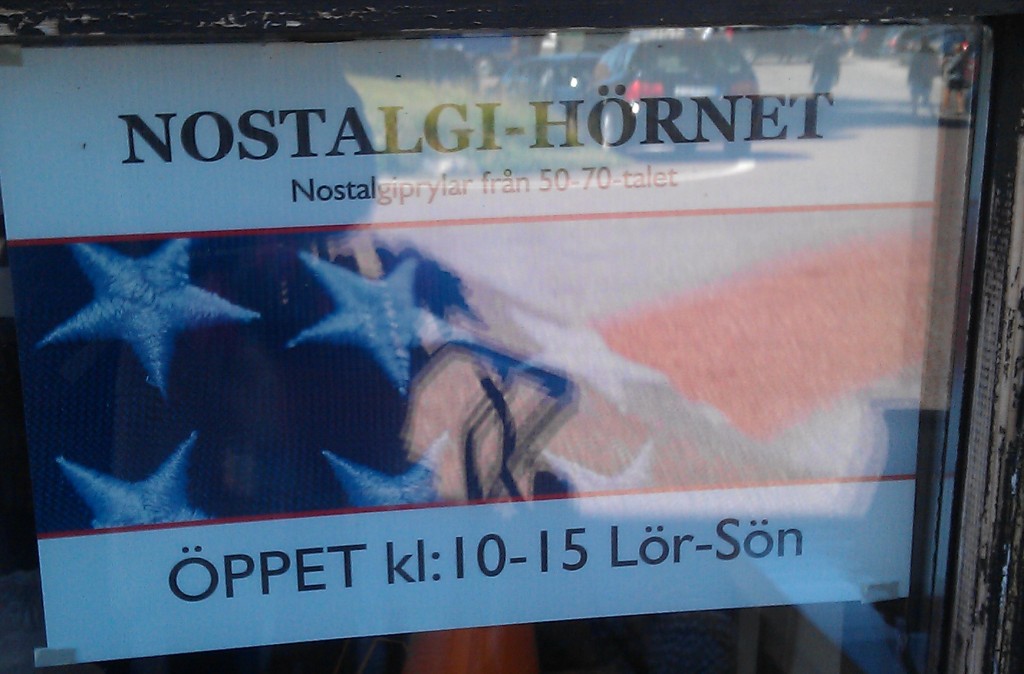 NOSTALGI-HÖRNET
Nostalgiprylar från 50-70-talet
ÖPPET kl:10-15 Lör-Sön